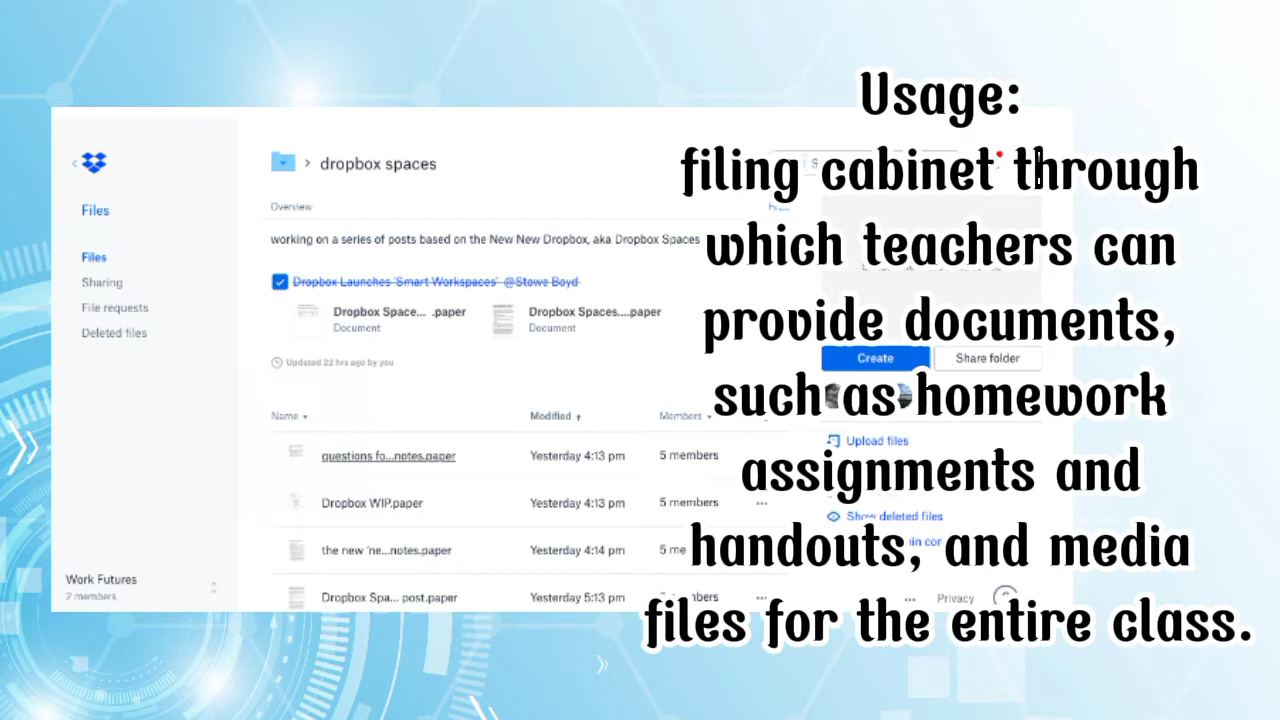 Usage:
filing cabinet through
which teachers can
provide documents,
such as homework
assignments and
handouts, and media
files for the entire class.
dropbox spaces
Files
Overview
working on a series of posts based on the New New Dropbox, aka Dropbox Spaces
Files
Dropbox Launches 'Smart Workspaces' @Stowe Boyd
Sharing
File requests
Dropbox Space... .paper
Dropbox Spaces....paper
Document
Document
Deleted files
Create
Share folder
Updated 22 hrs ago by you
Name
Modified
Members
Upload files
questions fo...notes.paper
Yesterday 4:13 pm
5 members
Dropbox WIP.paper
Yesterday 4:13 pm
5 members
Show deleted files
the new 'ne...notes.paper
Yesterday 4:14 pm
5 me
Work Futures
2 members
Dropbox Spa... post.paper
Yesterday 5:13 pm
Privacy